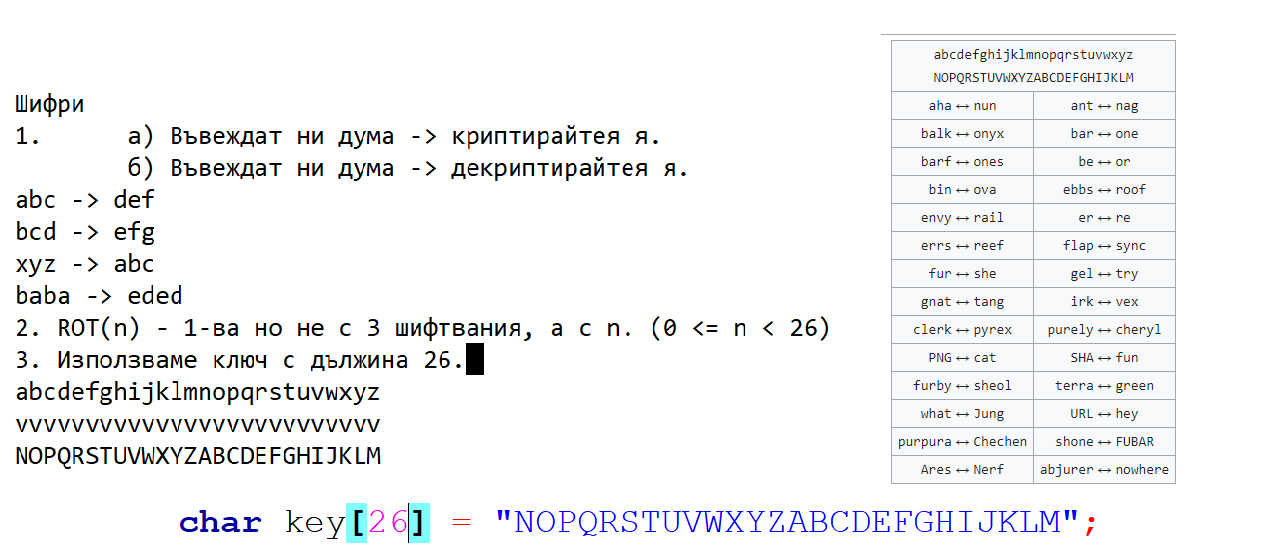 Шифри
1.      а) Въвеждат ни дума -> криптирайтея я.
        б) Въвеждат ни дума -> декриптирайтея я.
abc -> def
bcd -> efg
xyz -> abc
baba -> eded
2. ROT(n) - 1-ва но не с 3 шифтвания, а с n. (0 <= n < 26)
3. Използваме ключ с дължина 26.
abcdefghijklmnopqrstuvwxyz
vvvvvvvvvvvvvvvvvvvvvvvvvv
NOPQRSTUVWXYZABCDEFGHIJKLM
char key[26] = "NOPQRSTUVWXYZABCDEFGHIJKLM";
abcdefghijklmnopqrstuvwxyz
NOPQRSTUVWXYZABCDEFGHIJKLM
aha ↔ nun ant ↔ nag
balk ↔ onyx bar ↔ one
barf ↔ ones be ↔ or
bin ↔ ova ebbs ↔ roof
envy ↔ rail er ↔ re
errs ↔ reef flap ↔ sync
fur ↔ she gel ↔ try
gnat ↔ tang irk ↔ vex
clerk ↔ pyrex purely ↔ cheryl
PNG ↔ cat SHA ↔ fun
furby ↔ sheol terra ↔ green
what ↔ Jung URL ↔ hey
purpura ↔ Chechen shone ↔ FUBAR
Ares ↔ Nerf abjurer ↔ nowhere